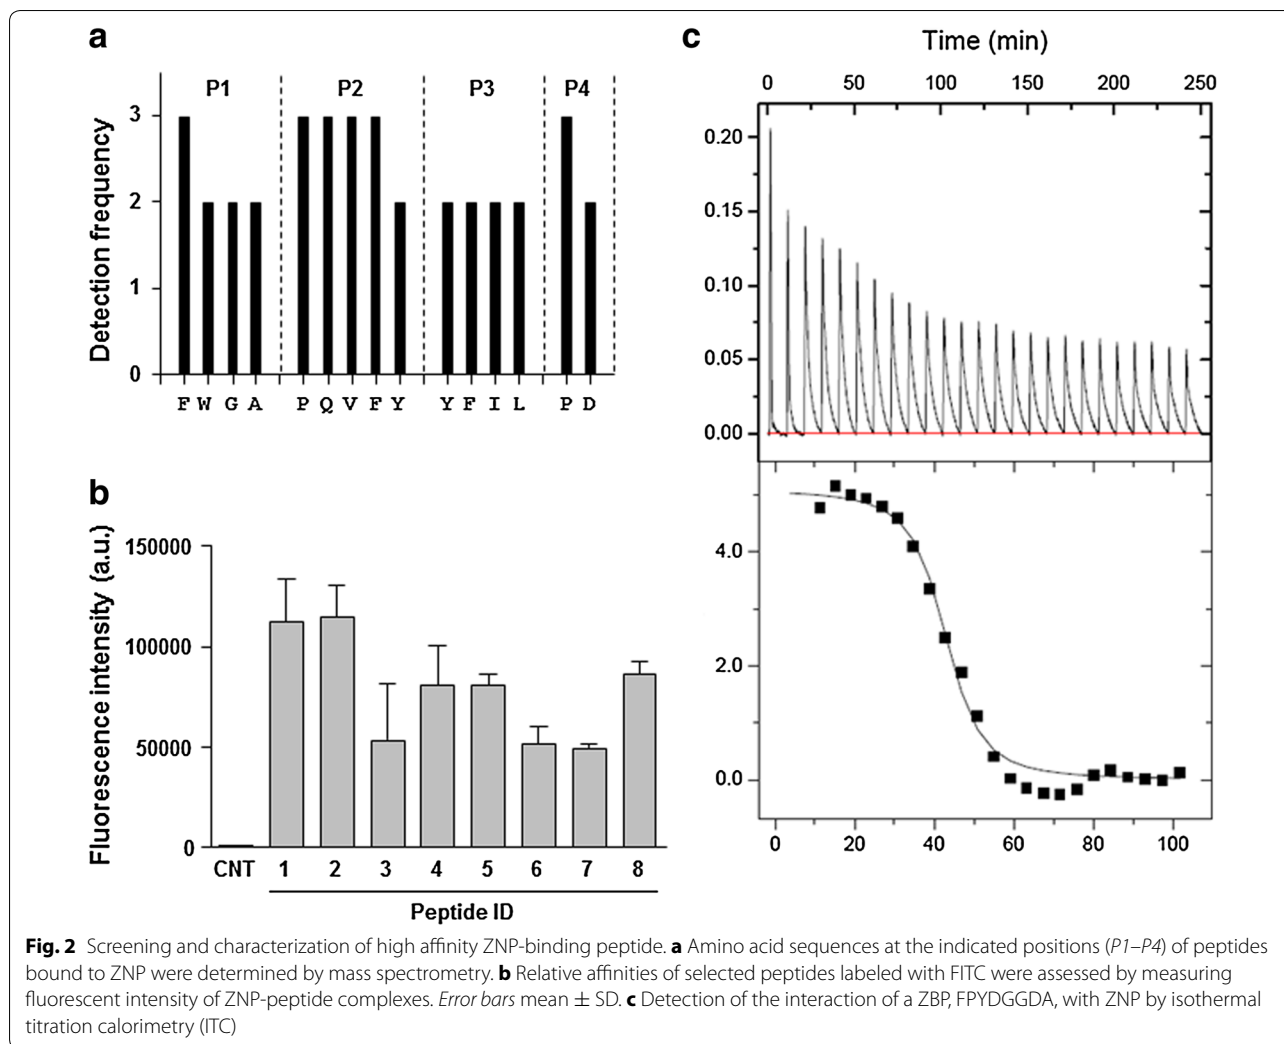 a
P1 P2 P3 P4
Detection frequency
3
2
1
0
F W G A P Q V F Y Y F I L P D
b
Fluorescence intensity (a.u.)
150000
100000
50000
0
CNT 1 2 3 4 5 6 7 8
Peptide ID
c
Time (min)
0 50 100 150 200 250
0.20
0.15
0.10
0.05
0.00
4.0
2.0
0.0
0 20 40 60 80 100
Fig. 2 Screening and characterization of high affinity ZNP-binding peptide. a Amino acid sequences at the indicated positions (P1–P4) of peptides
bound to ZNP were determined by mass spectrometry. b Relative affinities of selected peptides labeled with FITC were assessed by measuring
fluorescent intensity of ZNP-peptide complexes. Error bars mean ± SD. c Detection of the interaction of a ZBP, FPYDGGDA, with ZNP by isothermal
titration calorimetry (ITC)